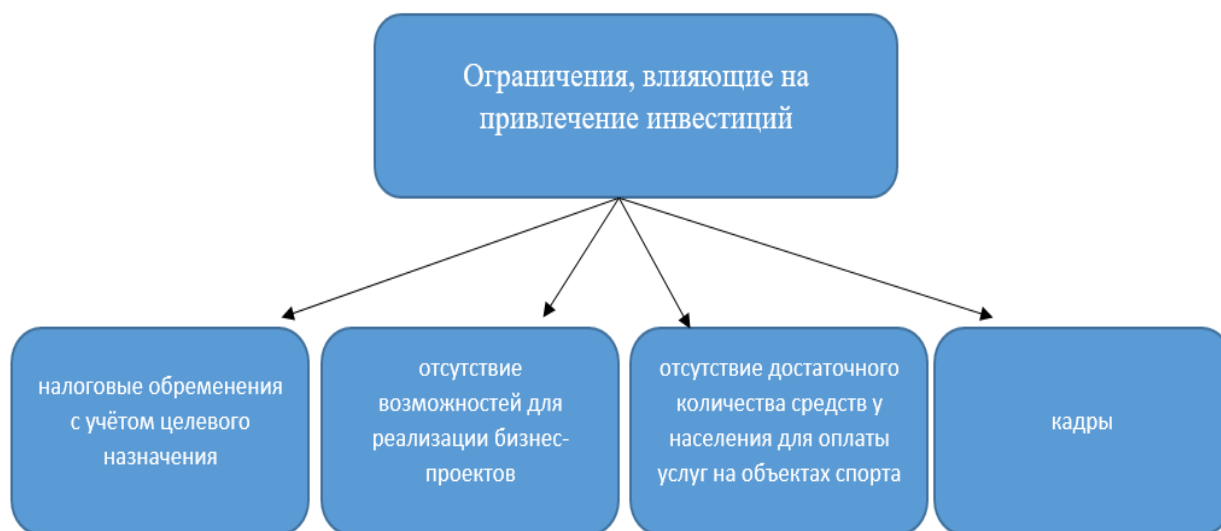 Ограничения, влияющие на
привлечение инвестиций
налоговые обременения
с учётом целевого
назначения
отсутствие
возможностей для
реализации бизнес-
проектов
отсутствие достаточного
количества средств у
населения для оплаты
услуг на объектах спорта
кадры